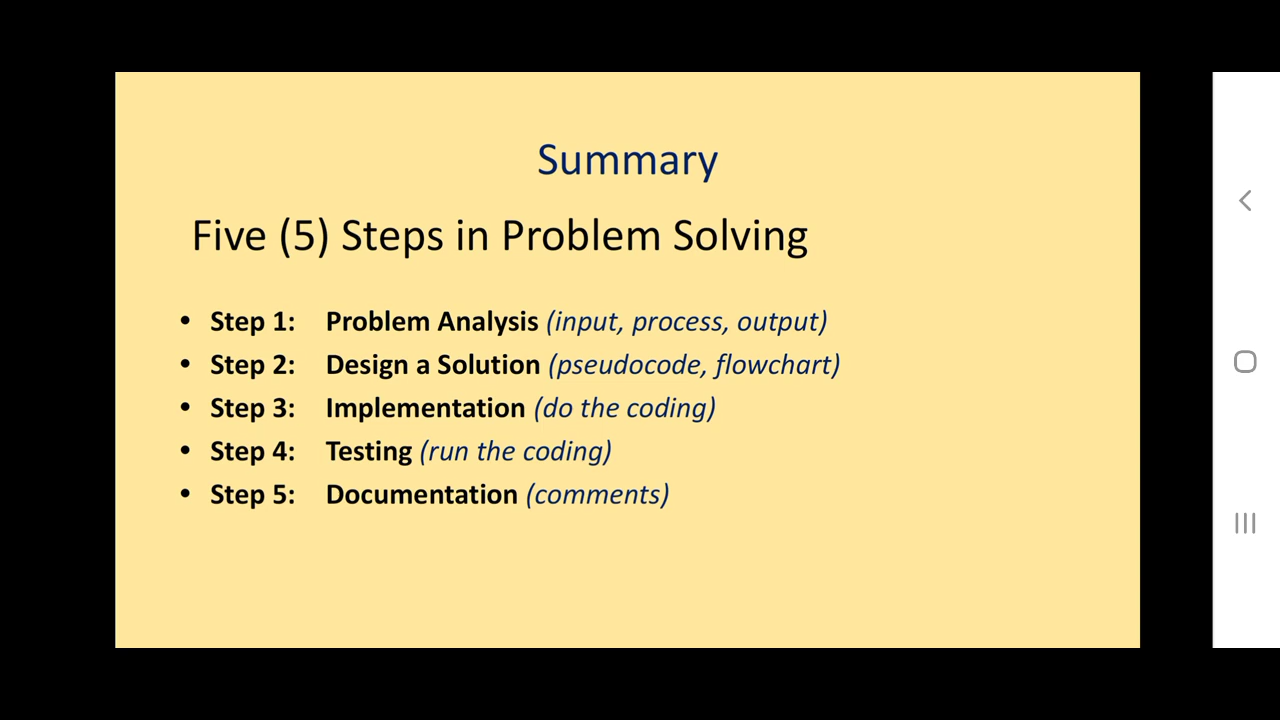 Summary
Five (5) Steps in Problem Solving
• Step 1: Problem Analysis (input, process, output)
• Step 2: Design a Solution (pseudocode, flowchart)
• Step 3: Implementation (do the coding)
• Step 4: Testing (run the coding)
• Step 5: Documentation (comments)